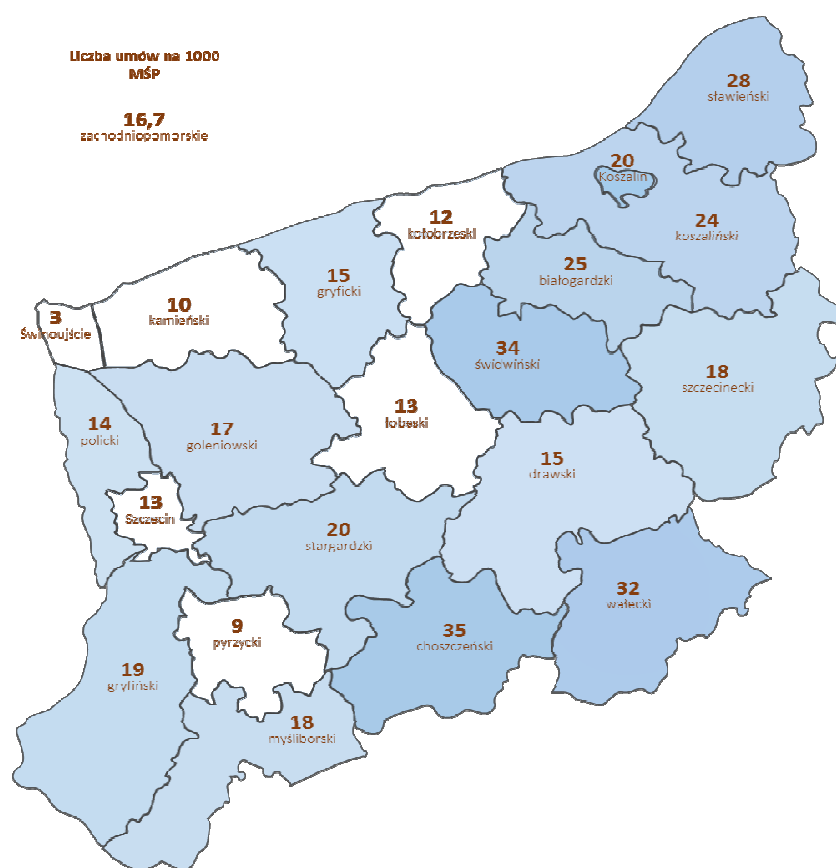 Liczba umów na 1000
MŚP
16,7
zachodniopomorskie
28
sławieński
20
Koszalin
12
kołobrzeski
24
koszaliński
15
gryficki
25
białogardzki
10
kamieński
3
Świnoujście
34
świdwiński
18
szczecinecki
13
łobeski
14
policki
17
goleniowski
15
drawski
13
Szczecin
20
stargardzki
32
wałecki
9
pyrzycki
35
choszczeński
19
gryfiński
18
myśliborski